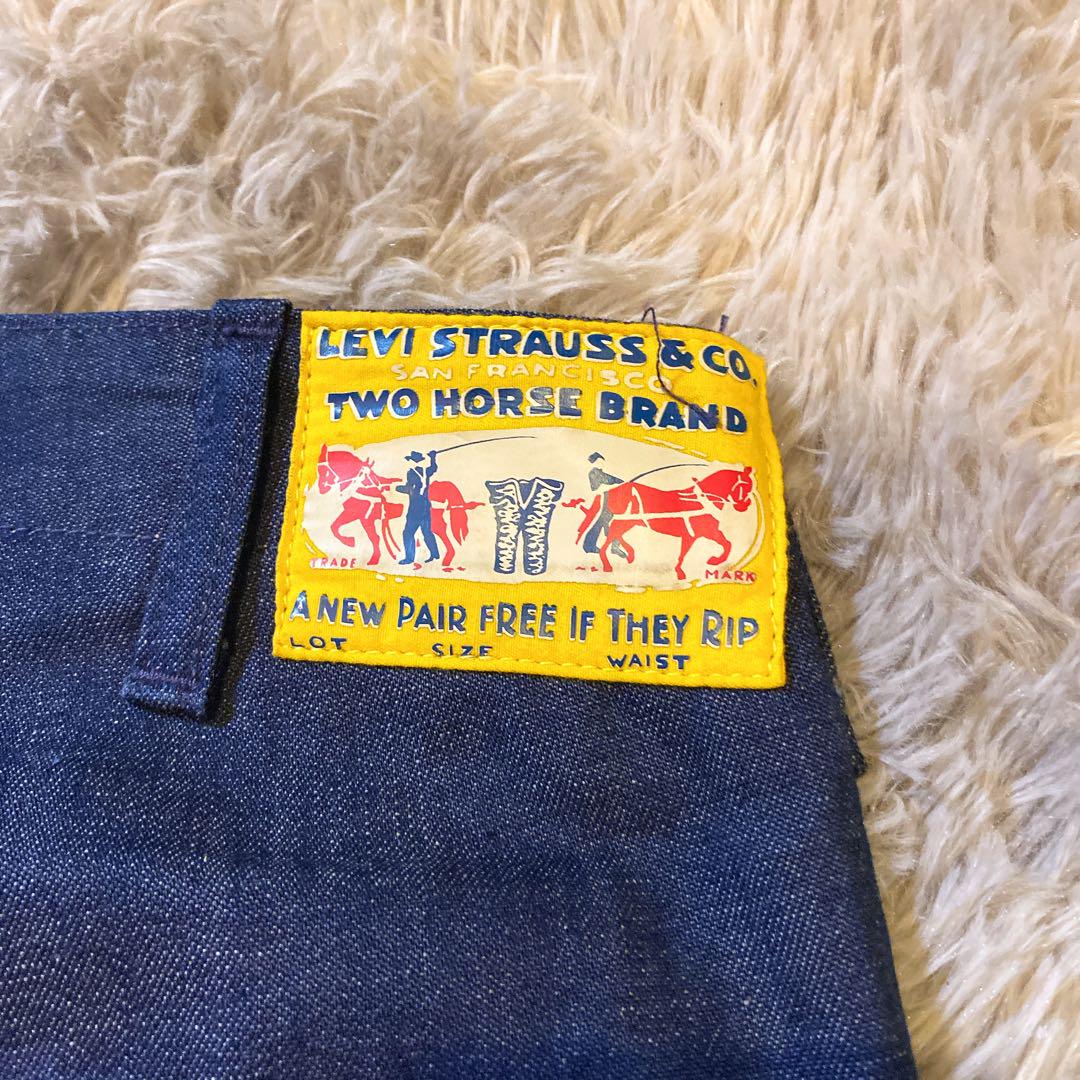 LEVI STRAUSS & CO.
SAN FRANCISCO
TWO HORSE BRAND
TRADE MARK
A NEW PAIR FREE IF THEY RIP
LOT SIZE WAIST